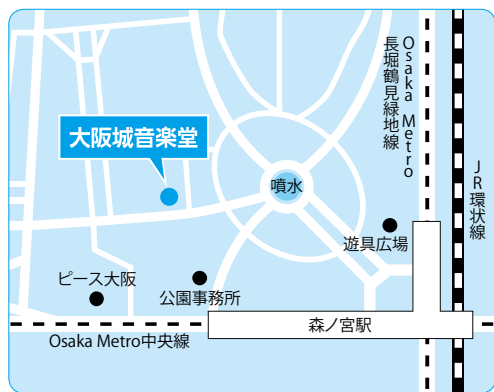 Osaka Metro
長堀鶴見緑地線
大阪城音楽堂
JR環状線
噴水
遊具広場
ピース大阪
公園事務所
森ノ宮駅
Osaka Metro中央線